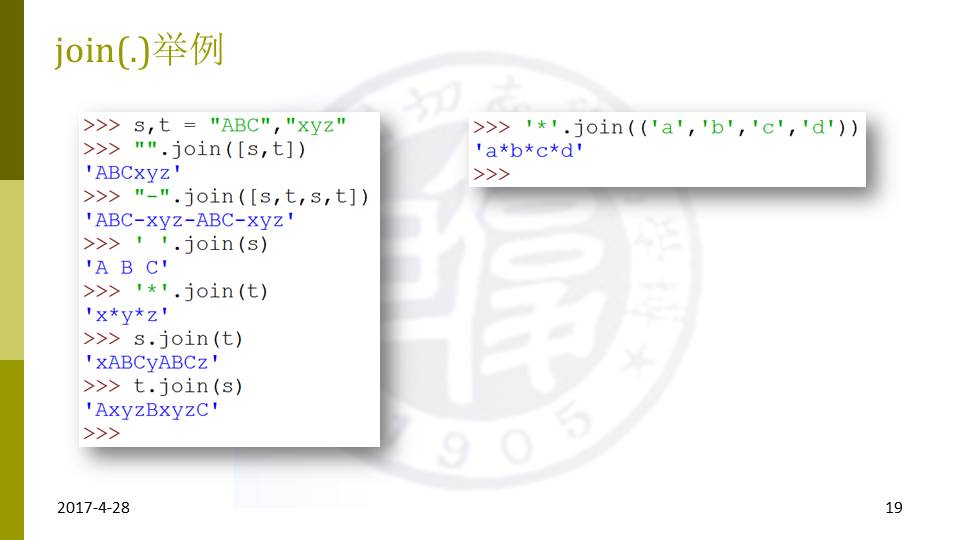 join(.)举例
>>> s,t = "ABC","xyz"
>>> "".join([s,t])
'ABCxyz'
>>> "-".join([s,t,s,t])
'ABC-xyz-ABC-xyz'
>>> ' '.join(s)
'A B C'
>>> '*'.join(t)
'x*y*z'
>>> s.join(t)
'xABCyABCz'
>>> t.join(s)
'AxyzBxyzC'
>>>
>>> '*'.join(('a','b','c','d'))
'a*b*c*d'
>>>
1905
2017-4-28
19